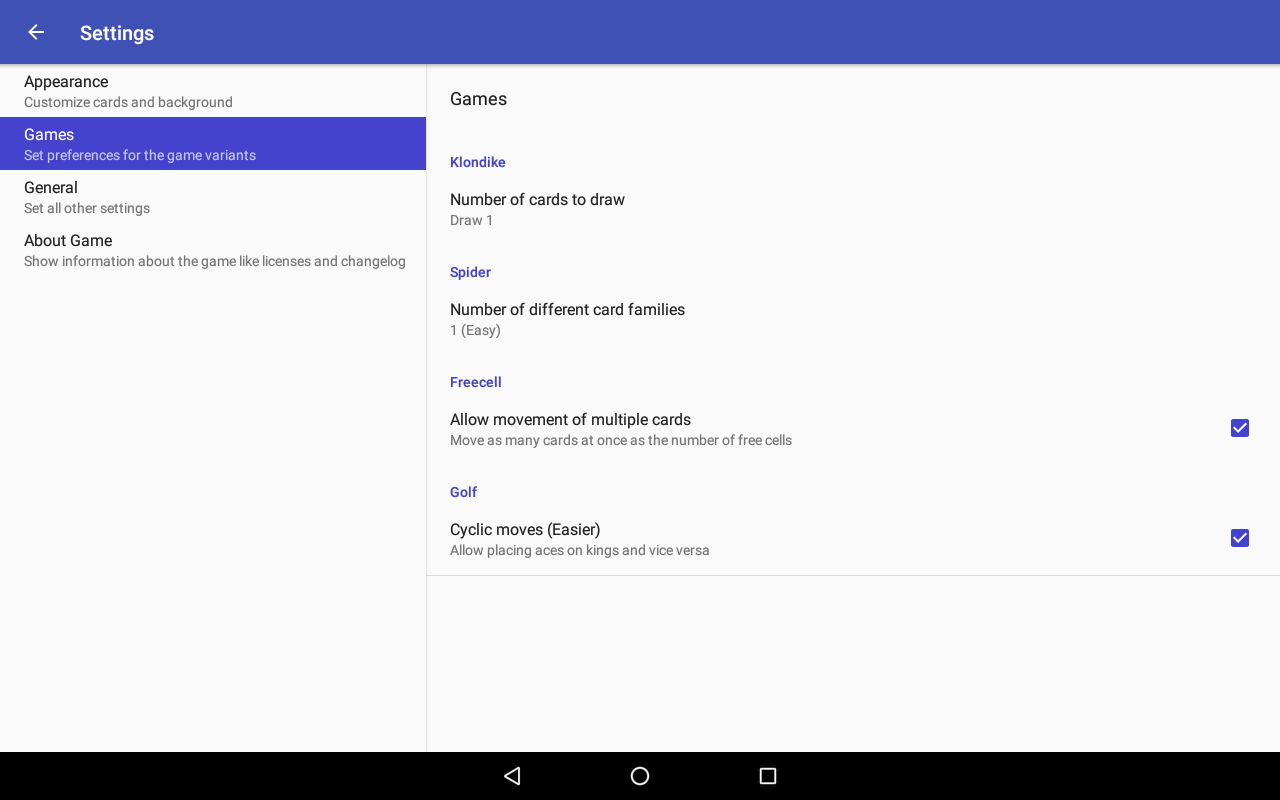 Settings
Appearance
Customize cards and background
Games
Set preferences for the game variants
General
Set all other settings
About Game
Show information about the game like licenses and changelog
Games
Klondike
Number of cards to draw
Draw 1
Spider
Number of different card families
1 (Easy)
Freecell
Allow movement of multiple cards
Move as many cards at once as the number of free cells
Golf
Cyclic moves (Easier)
Allow placing aces on kings and vice versa